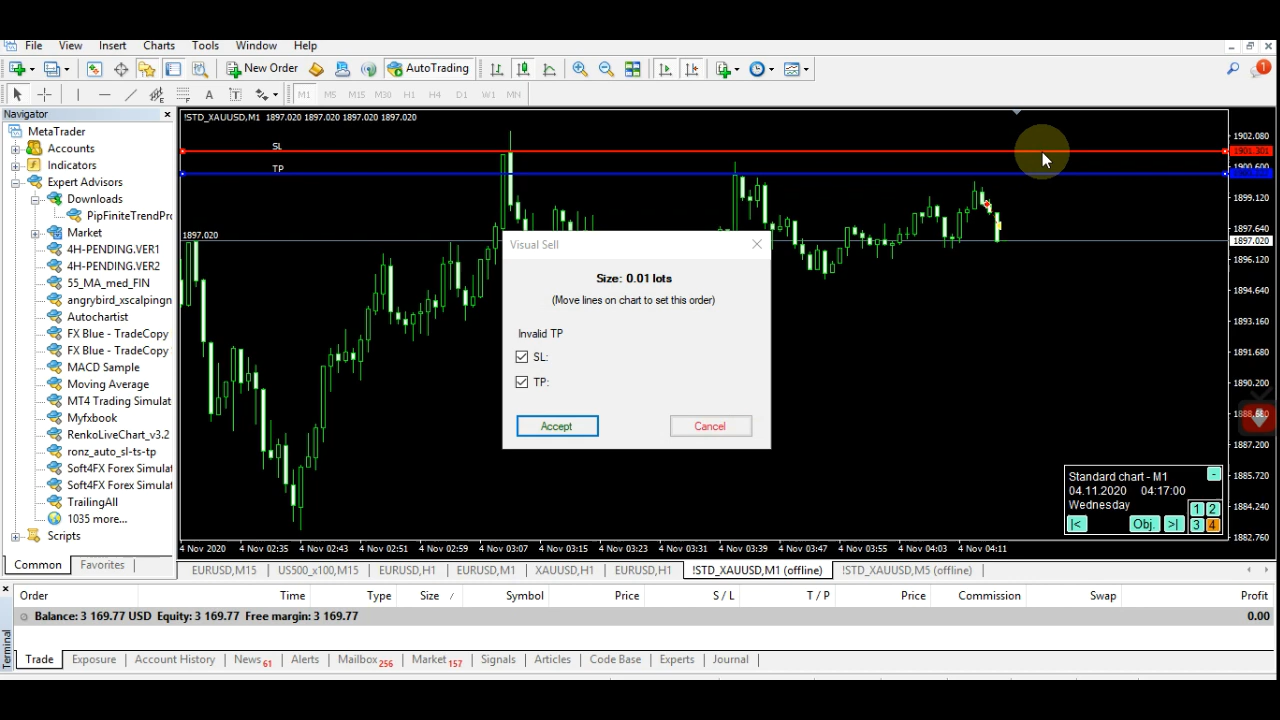 File View Insert Charts Tools Window Help
New Order AutoTrading
A T M1 M5 M15 M30 H1 H4 D1 W1 MN
Navigator
MetaTrader
Accounts
Indicators
Expert Advisors
Downloads
PipFiniteTrendPro
Market
4H-PENDING.VER1
4H-PENDING.VER2
55_MA_med_FIN
angrybird_xscalpingn
Autochartist
FX Blue - TradeCopy
FX Blue - TradeCopy
MACD Sample
Moving Average
MT4 Trading Simulat
Myfxbook
RenkoLiveChart_v3.2
ronz_auto_sl-ts-tp
Soft4FX Forex Simulat
Soft4FX Forex Simulat
TrailingAll
1035 more...
Scripts
Common Favorites
!STD_XAUUSD,M1 1897.020 1897.020 1897.020 1897.020
SL
TP
1897.020
Visual Sell
Size: 0.01 lots
(Move lines on chart to set this order)
Invalid TP
SL:
TP:
Accept Cancel
1902.080
1901.301
1900.600
1899.120
1897.640
1897.020
1896.120
1894.640
1893.160
1891.680
1890.200
1888.680
1887.200
1885.720
1884.240
1882.760
Standard chart - M1
04.11.2020 04:17:00
Wednesday
1 2
|< Obj. >| 3 4
4 Nov 2020 4 Nov 02:35 4 Nov 02:43 4 Nov 02:51 4 Nov 02:59 4 Nov 03:07 4 Nov 03:15 4 Nov 03:23 4 Nov 03:31 4 Nov 03:39 4 Nov 03:47 4 Nov 03:55 4 Nov 04:03 4 Nov 04:11
EURUSD,M15 US500_x100,M15 EURUSD,H1 EURUSD,M1 XAUUSD,H1 EURUSD,H1 !STD_XAUUSD,M1 (offline) !STD_XAUUSD,M5 (offline)
Order Time Type Size / Symbol Price S / L T / P Price Commission Swap Profit
Balance: 3 169.77 USD Equity: 3 169.77 Free margin: 3 169.77 0.00
Terminal
Trade Exposure Account History News 61 Alerts Mailbox 256 Market 157 Signals Articles Code Base Experts Journal